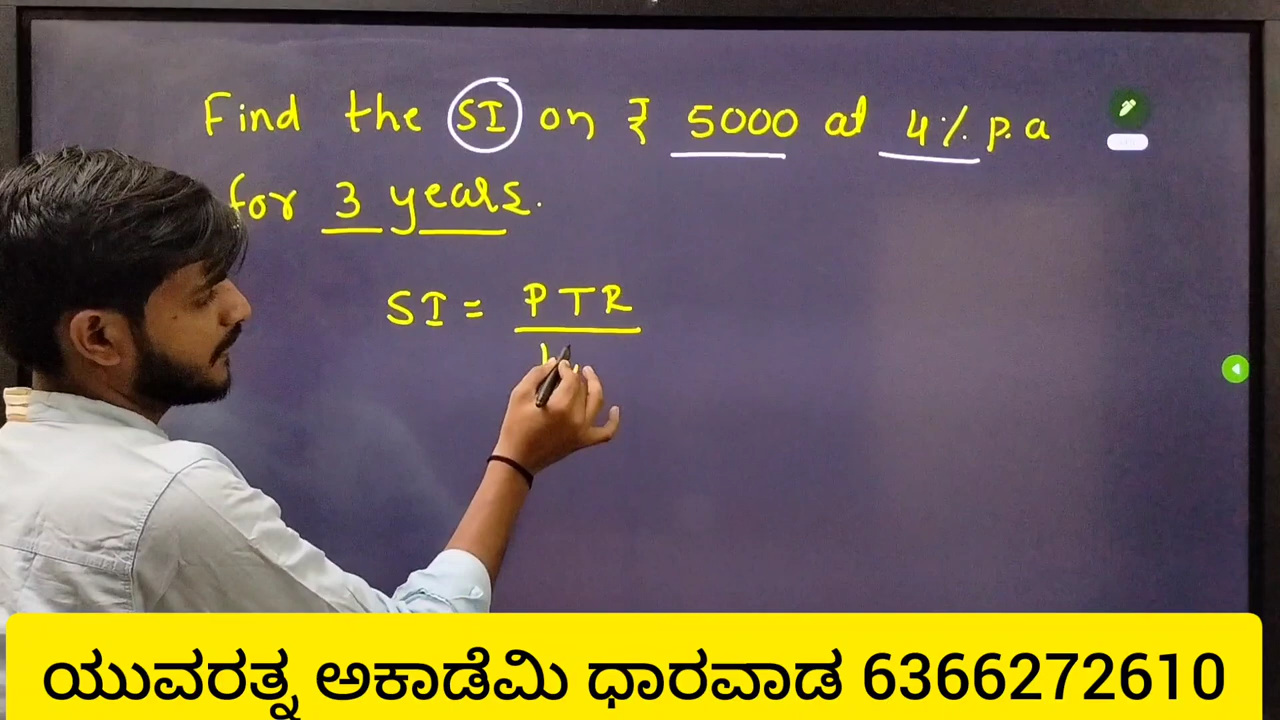 Find the SI on ₹ 5000 at 4% p.a
for 3 years.
SI = PTR
ಯುವರತ್ನ ಅಕಾಡೆಮಿ ಧಾರವಾಡ 6366272610